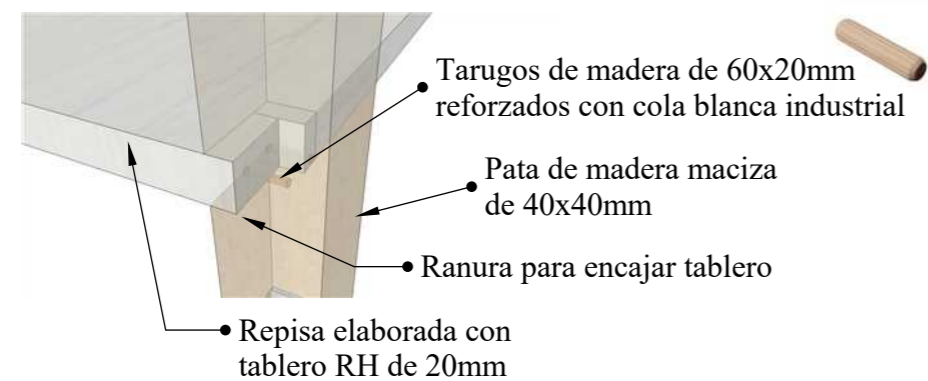 Tarugos de madera de 60x20mm
reforzados con cola blanca industrial
Pata de madera maciza
de 40x40mm
Ranura para encajar tablero
Repisa elaborada con
tablero RH de 20mm